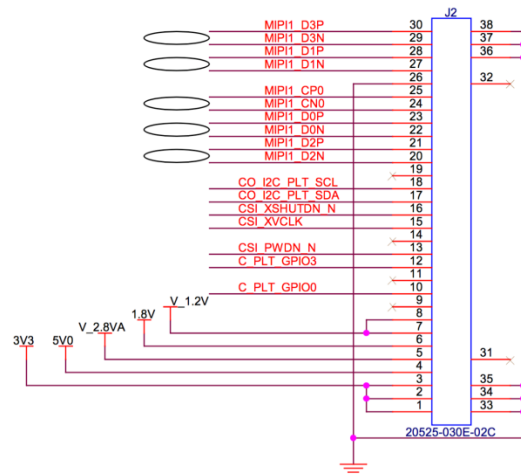 J2
MIPI1_D3P 30 38
MIPI1_D3N 29 37
MIPI1_D1P 28 36
MIPI1_D1N 27
26 32
MIPI1_CP0 25
MIPI1_CN0 24
MIPI1_D0P 23
MIPI1_D0N 22
MIPI1_D2P 21
MIPI1_D2N 20
19
CO_I2C_PLT_SCL 18
CO_I2C_PLT_SDA 17
CSI_XSHUTDN_N 16
CSI_XVCLK 15
14
CSI_PWDN_N 13
C_PLT_GPIO3 12
11
C_PLT_GPIO0 10
V_1.2V 9
1.8V 8
V_2.8VA 7
3V3 5V0 6
5 31
4
3 35
2 34
1 33
20525-030E-02C